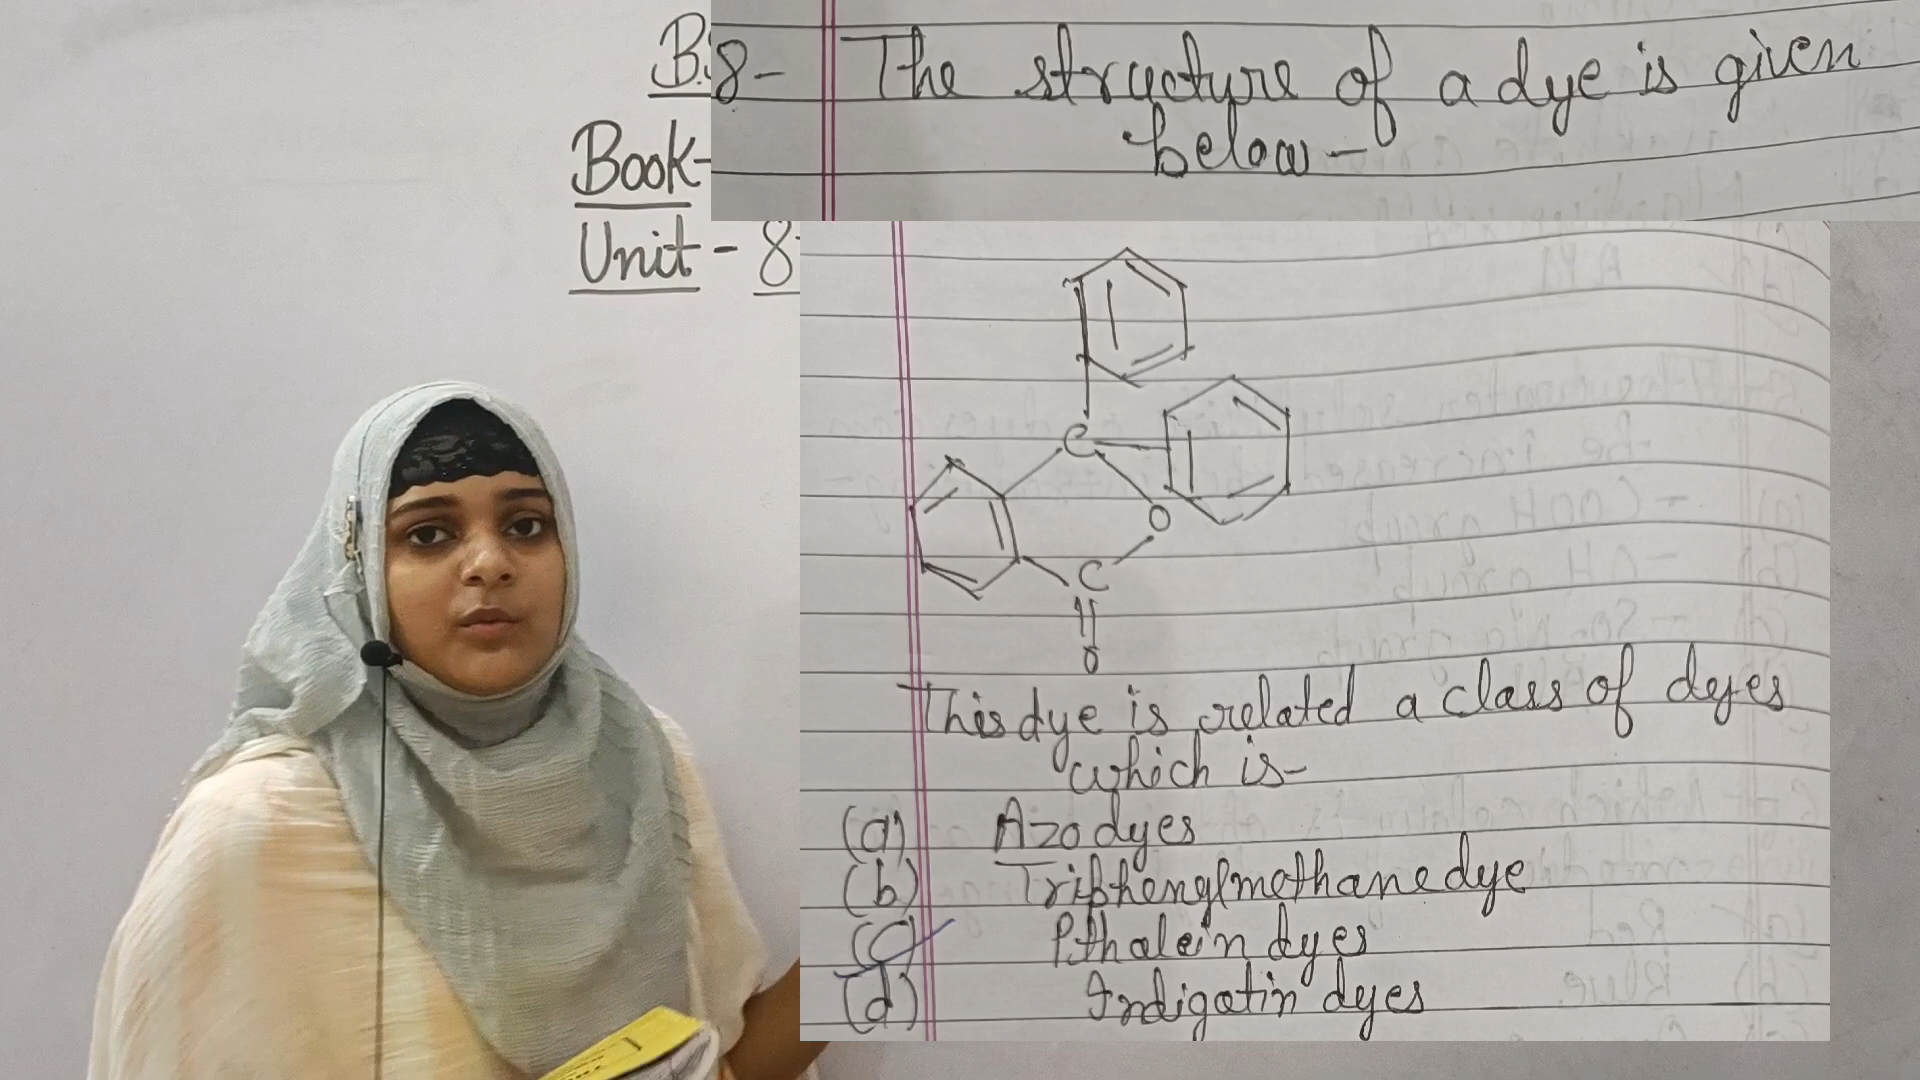 B.
Book-
Unit - 8
8- The structure of a dye is given
below-
C
O
C
O
This dye is related a class of dyes
which is-
(a) Azo dyes
(b) Triphenylmethane dye
(c) Pthalein dyes
(d) Indigatin dyes